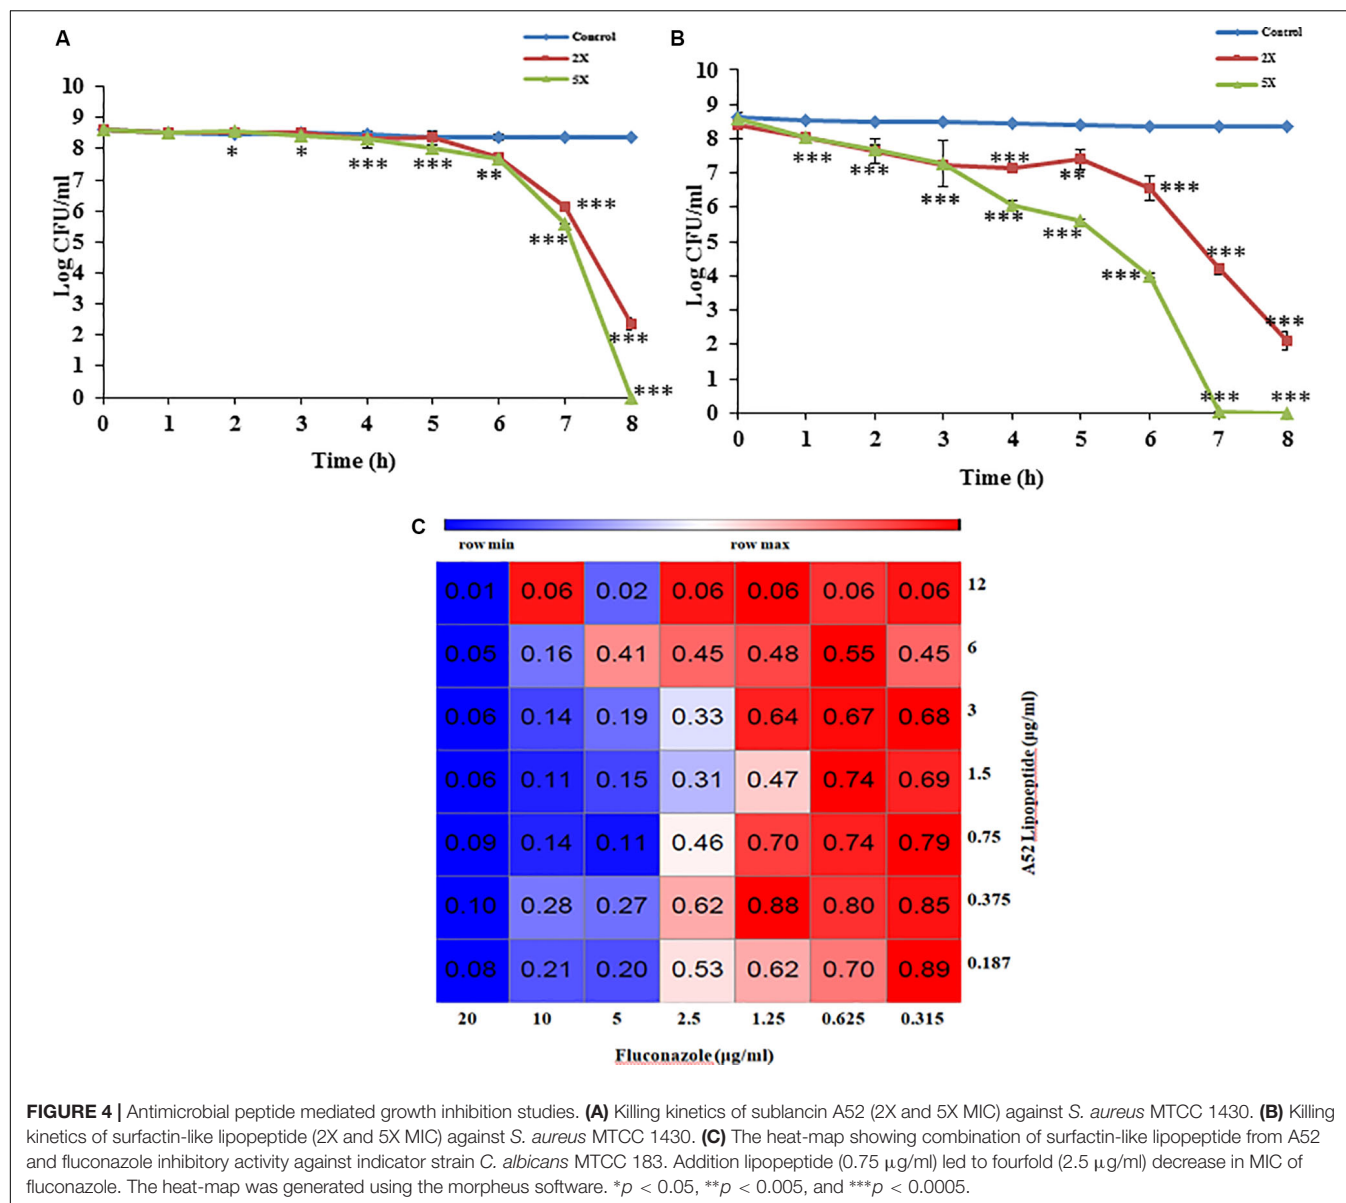 A
Control
2X
5X
10
9
8
7
6
5
4
3
2
1
0
Log CFU/ml
* * *** *** ** *** *** *** ***
0 1 2 3 4 5 6 7 8
Time (h)
B
Control
2X
5X
10
9
8
7
6
5
4
3
2
1
0
Log CFU/ml
*** *** *** *** *** ** *** *** *** *** *** *** ***
0 1 2 3 4 5 6 7 8
Time (h)
C
row min row max
0.01 0.06 0.02 0.06 0.06 0.06 0.06 12
0.05 0.16 0.41 0.45 0.48 0.55 0.45 6
0.06 0.14 0.19 0.33 0.64 0.67 0.68 3
0.06 0.11 0.15 0.31 0.47 0.74 0.69 1.5
0.09 0.14 0.11 0.46 0.70 0.74 0.79 0.75
0.10 0.28 0.27 0.62 0.88 0.80 0.85 0.375
0.08 0.21 0.20 0.53 0.62 0.70 0.89 0.187
A52 Lipopeptide (µg/ml)
20 10 5 2.5 1.25 0.625 0.315
Fluconazole (µg/ml)
FIGURE 4 | Antimicrobial peptide mediated growth inhibition studies. (A) Killing kinetics of sublancin A52 (2X and 5X MIC) against S. aureus MTCC 1430. (B) Killing
kinetics of surfactin-like lipopeptide (2X and 5X MIC) against S. aureus MTCC 1430. (C) The heat-map showing combination of surfactin-like lipopeptide from A52
and fluconazole inhibitory activity against indicator strain C. albicans MTCC 183. Addition lipopeptide (0.75 µg/ml) led to fourfold (2.5 µg/ml) decrease in MIC of
fluconazole. The heat-map was generated using the morpheus software. *p < 0.05, **p < 0.005, and ***p < 0.0005.